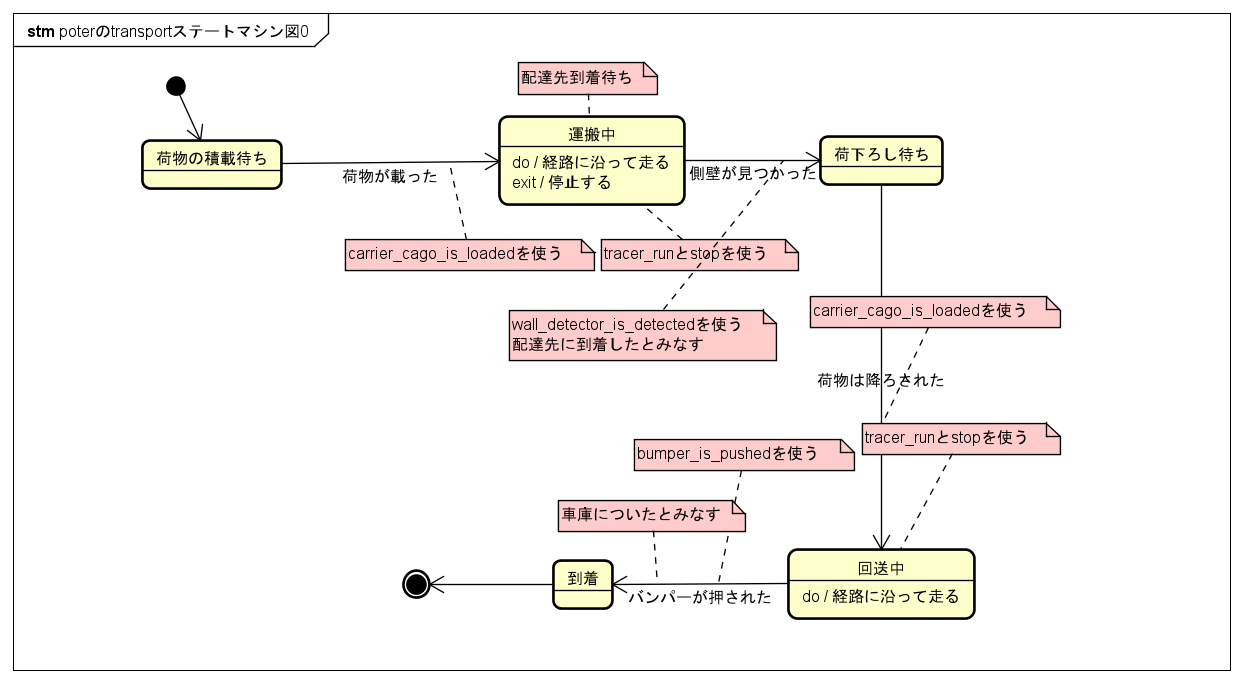 stm poterのtransportステートマシン図0
配達先到着待ち
荷物の積載待ち
運搬中
do / 経路に沿って走る
exit / 停止する
荷下ろし待ち
荷物が載った
側壁が見つかった
carrier_cago_is_loadedを使う
tracer_runとstopを使う
wall_detector_is_detectedを使う
配達先に到着したとみなす
carrier_cago_is_loadedを使う
荷物は降ろされた
tracer_runとstopを使う
bumper_is_pushedを使う
車庫についたとみなす
到着
バンパーが押された
回送中
do / 経路に沿って走る